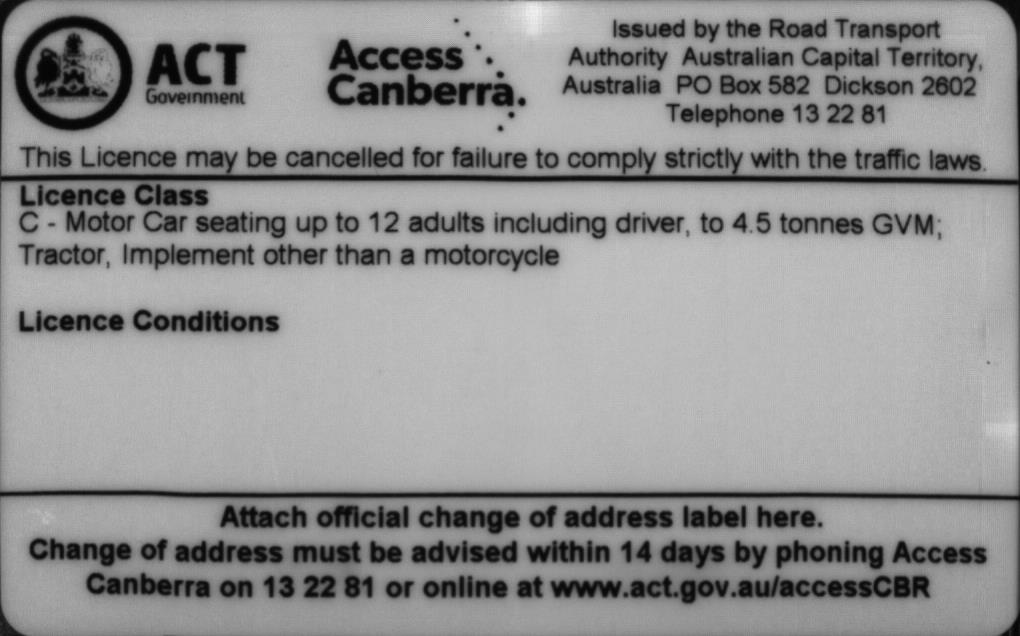 ACT
Government
Access
Canberra.
Issued by the Road Transport
Authority Australian Capital Territory,
Australia PO Box 582 Dickson 2602
Telephone 13 22 81
This Licence may be cancelled for failure to comply strictly with the traffic laws.
Licence Class
C - Motor Car seating up to 12 adults including driver, to 4.5 tonnes GVM;
Tractor, Implement other than a motorcycle
Licence Conditions
Attach official change of address label here.
Change of address must be advised within 14 days by phoning Access
Canberra on 13 22 81 or online at www.act.gov.au/accessCBR